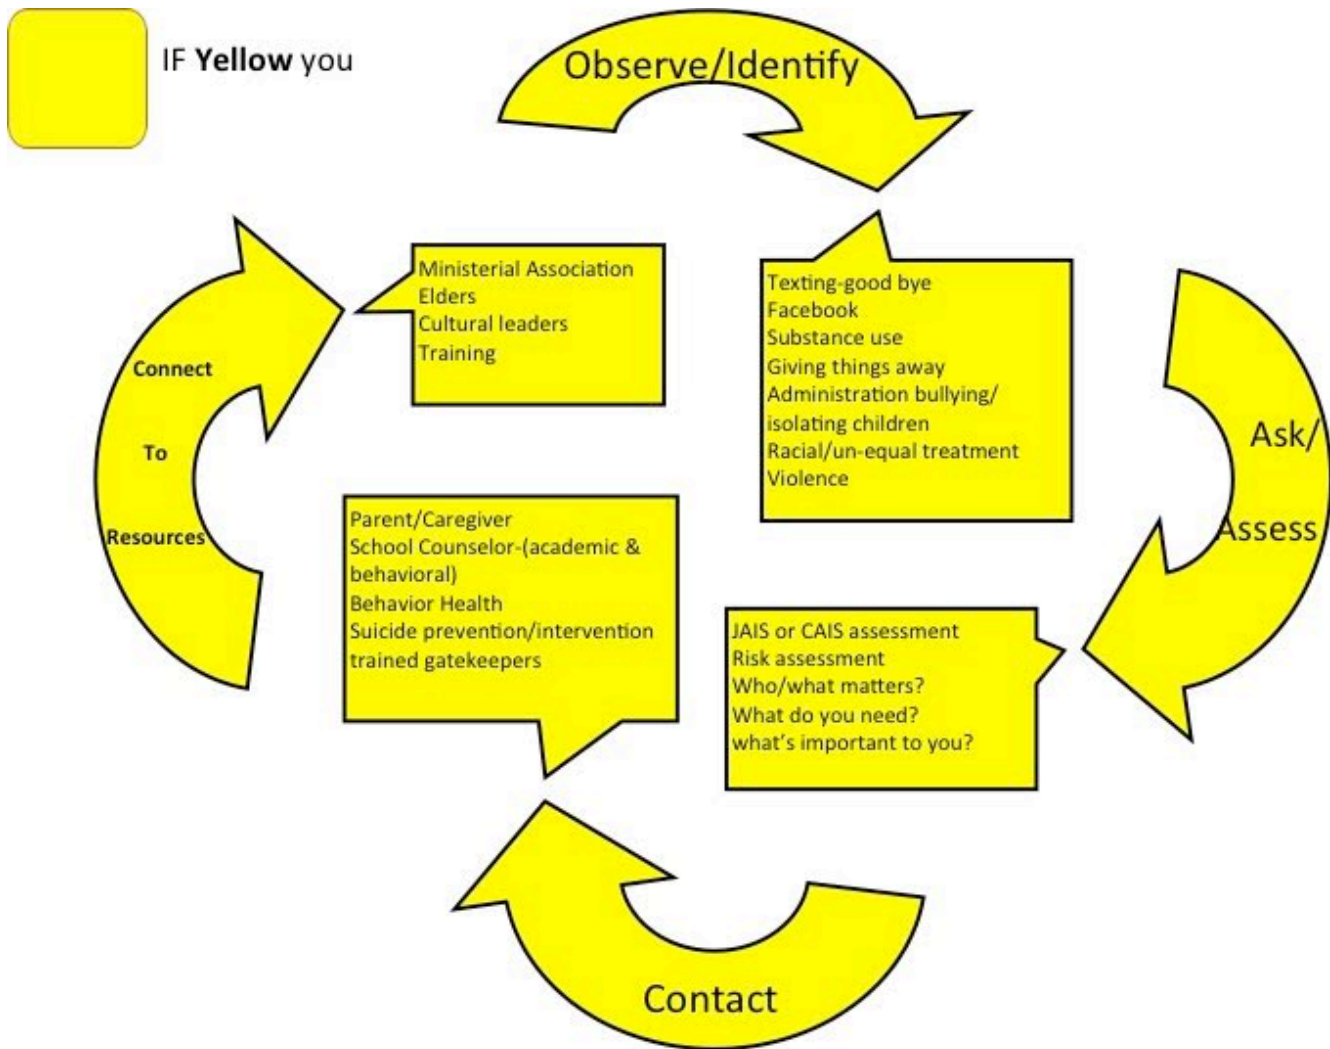 IF Yellow you
Observe/Identify
Texting-good bye
Facebook
Substance use
Giving things away
Administration bullying/
isolating children
Racial/un-equal treatment
Violence
Ask/
Assess
JAIS or CAIS assessment
Risk assessment
Who/what matters?
What do you need?
what's important to you?
Contact
Parent/Caregiver
School Counselor-(academic &
behavioral)
Behavior Health
Suicide prevention/intervention
trained gatekeepers
Connect
To
Resources
Ministerial Association
Elders
Cultural leaders
Training